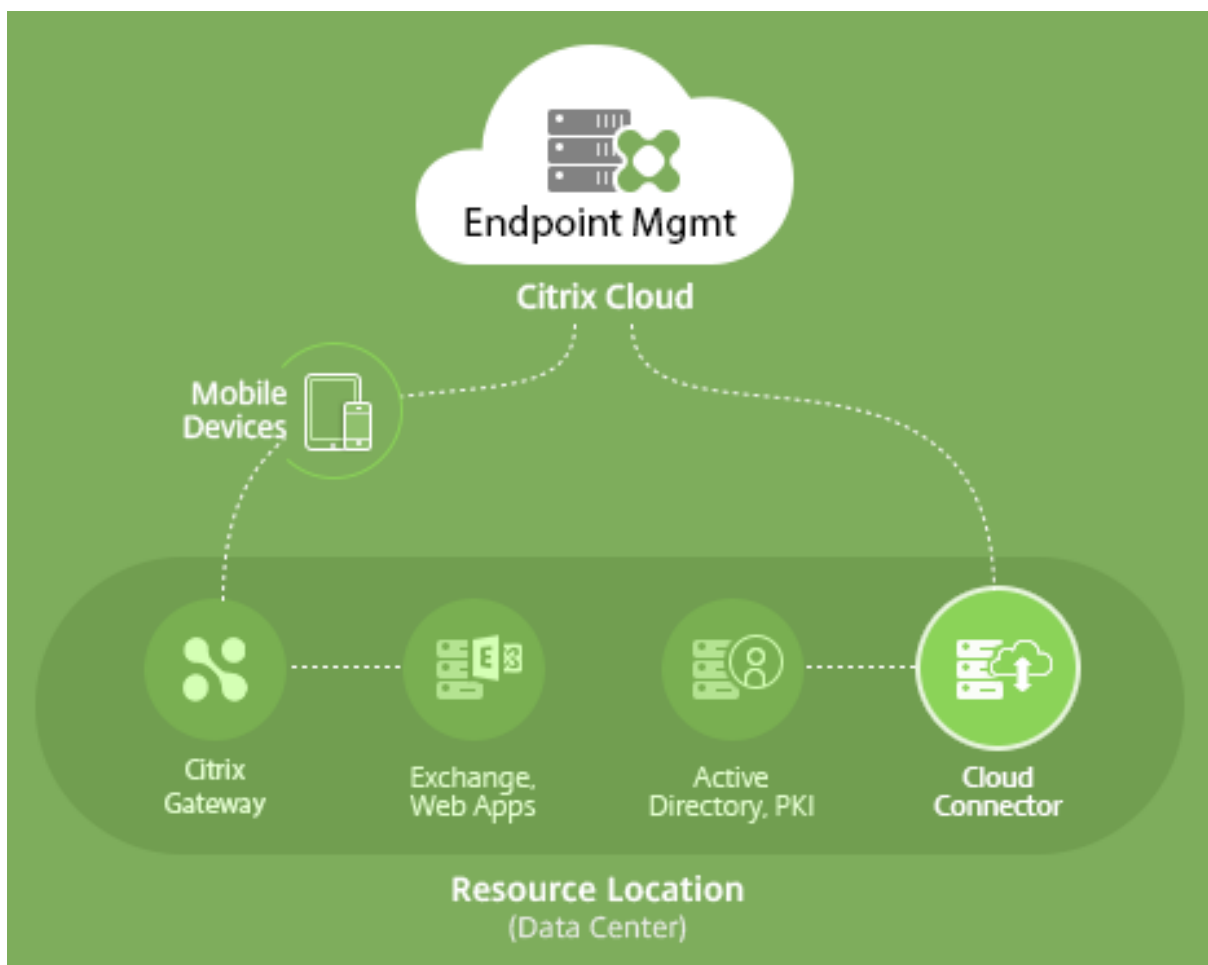 Endpoint Mgmt
Citrix Cloud
Mobile
Devices
E
Citrix
Gateway
Exchange,
Web Apps
Active
Directory, PKI
Cloud
Connector
Resource Location
(Data Center)